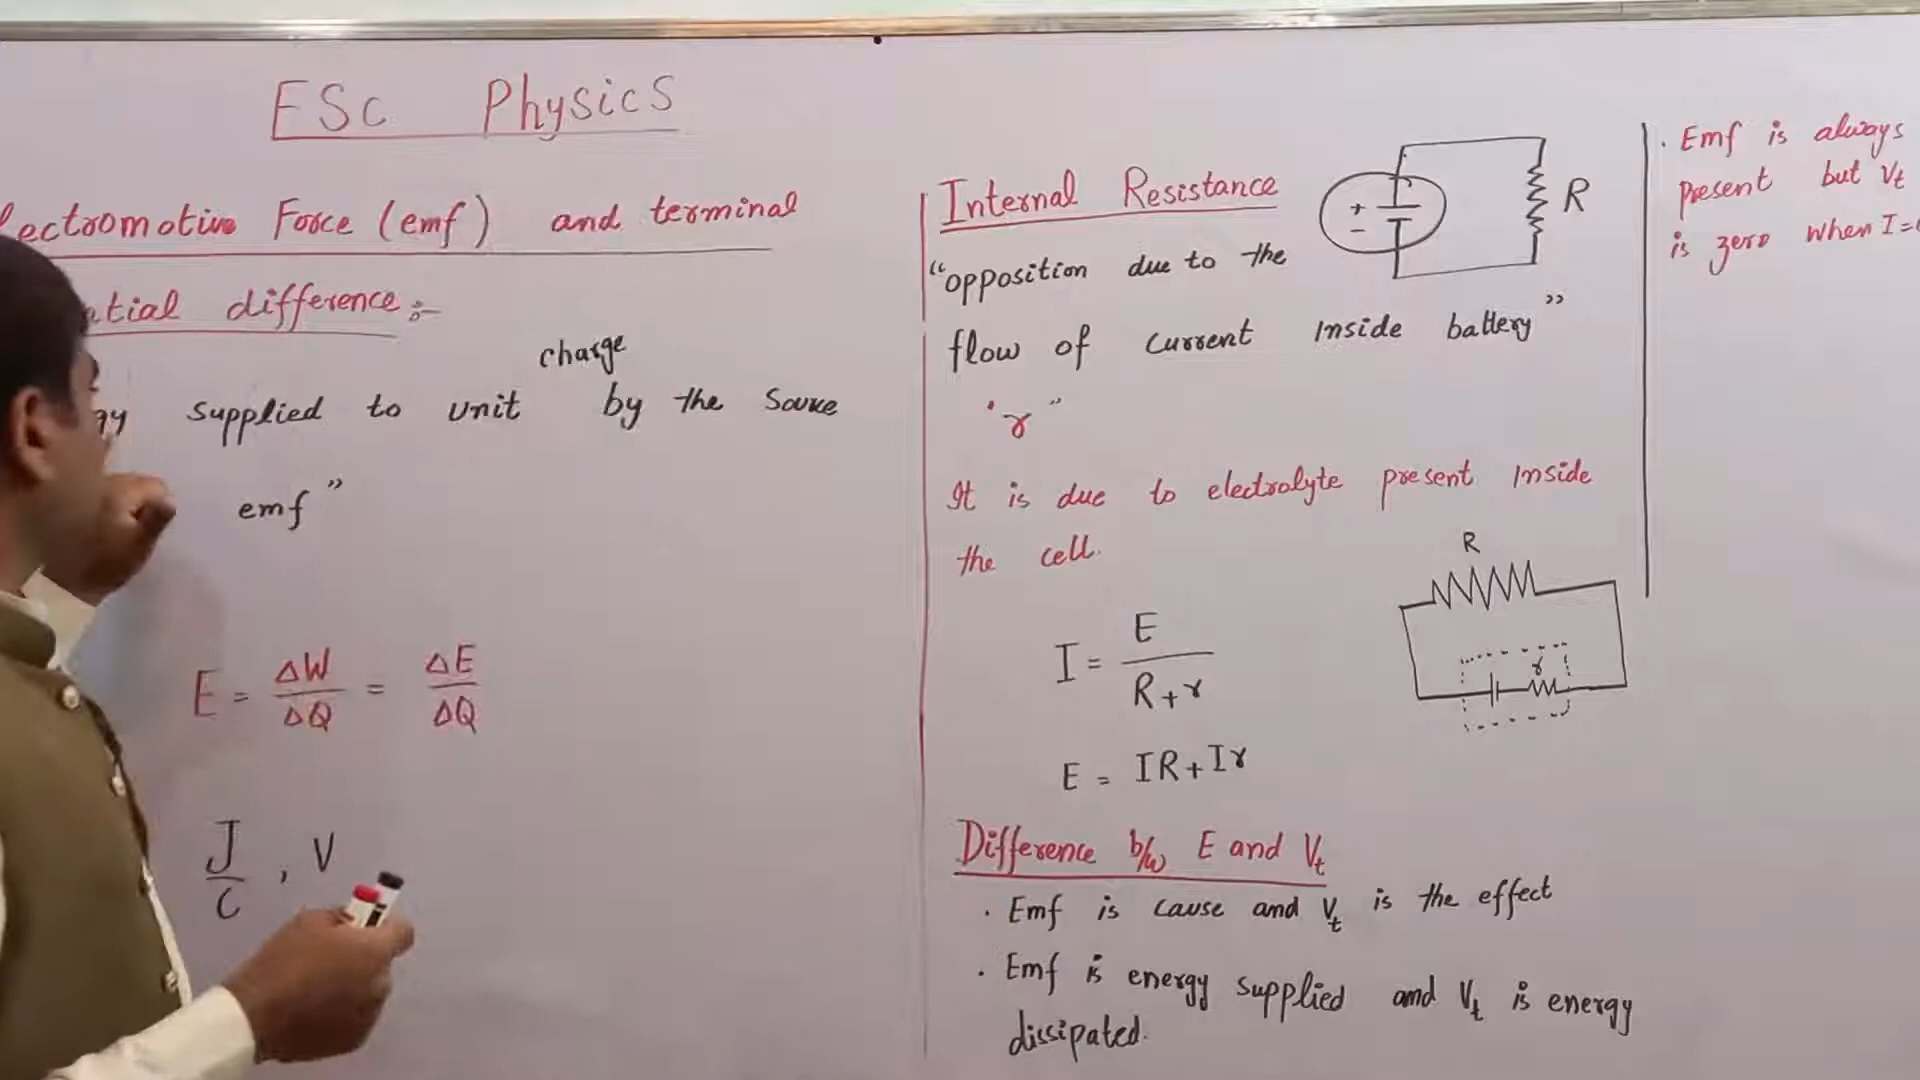 ESc Physics
lectromotive Force (emf) and terminal
tial difference:-
charge
gy supplied to unit by the Source
emf"
E = ΔW/ΔQ = ΔE/ΔQ
J/C , V
Internal Resistance
"opposition due to the
flow of current inside battery"
"r"
It is due to electrolyte present inside
the cell.
I = E/(R+r)
E = IR+Ir
Difference b/w E and Vt
. Emf is cause and Vt is the effect
. Emf is energy supplied and Vt is energy
dissipated.
+
-
R
R
r
. Emf is always
present but Vt
is zero when I=